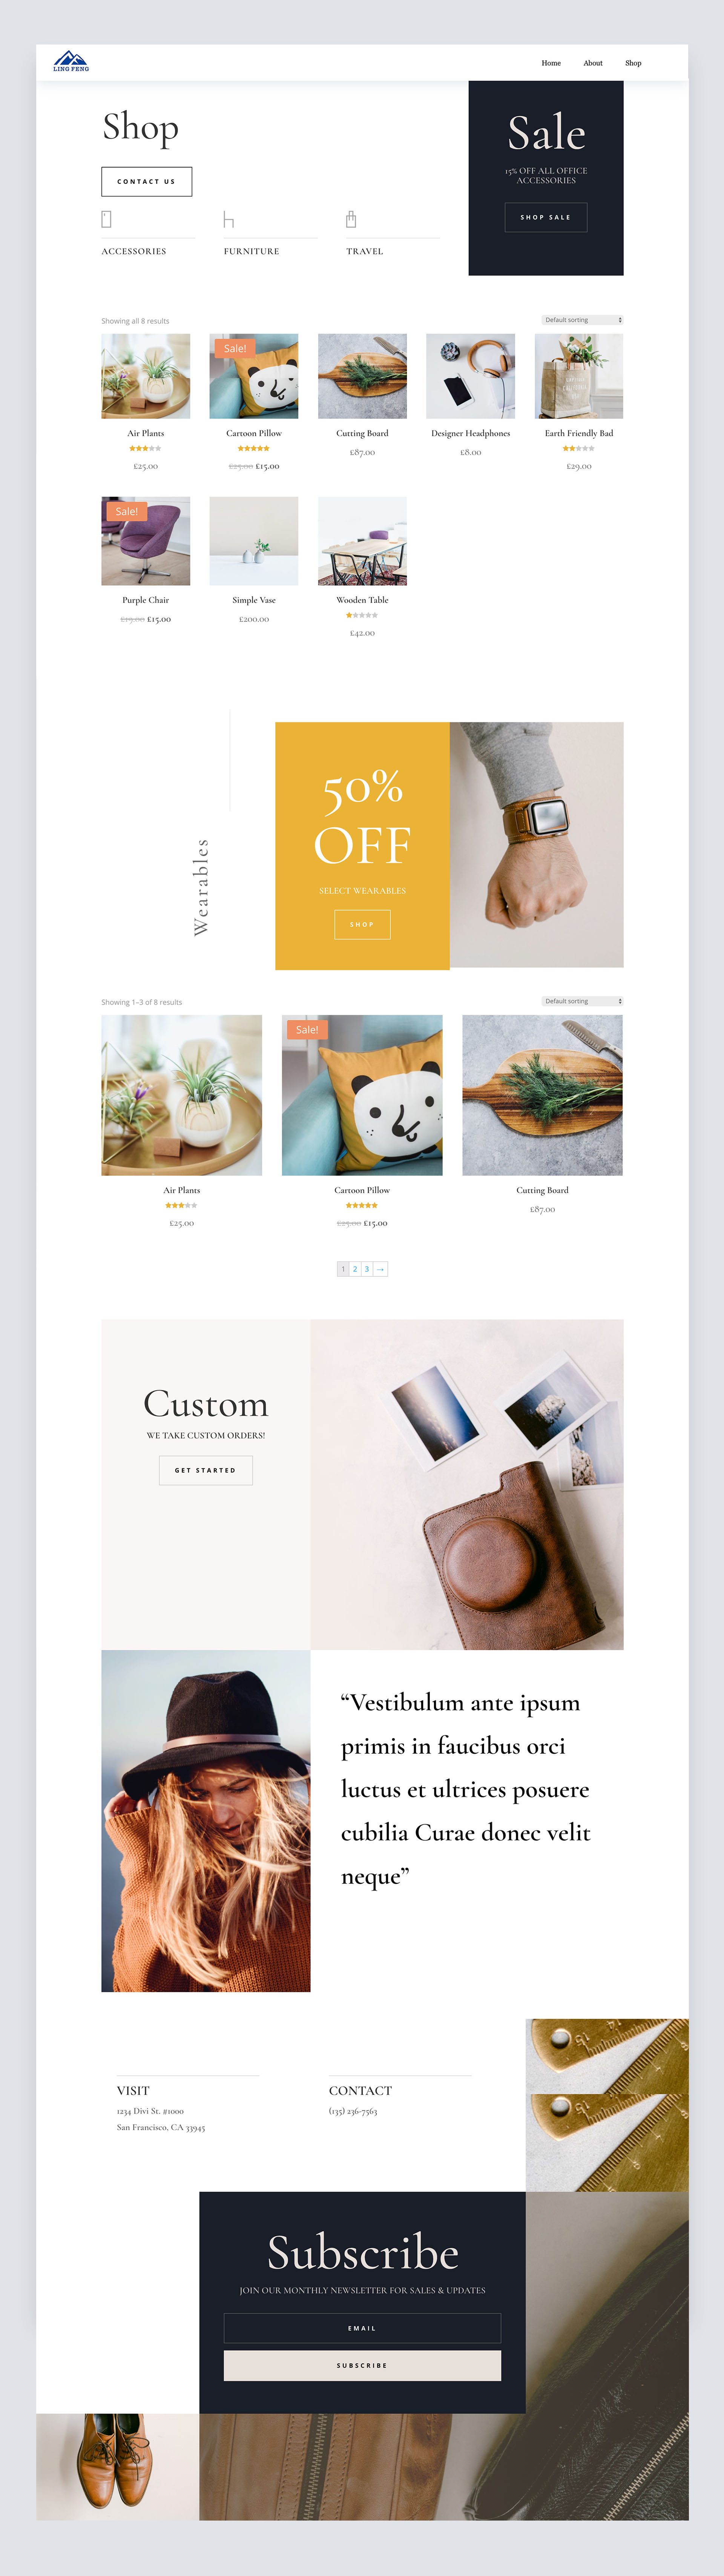 LING FENG
Home About Shop
Shop
CONTACT US
ACCESSORIES
FURNITURE
TRAVEL
Sale
15% OFF ALL OFFICE
ACCESSORIES
SHOP SALE
Showing all 8 results
Default sorting
Air Plants
£25.00
Sale!
Cartoon Pillow
£25.00 £15.00
Cutting Board
£87.00
Designer Headphones
£8.00
Earth Friendly Bad
£29.00
Sale!
Purple Chair
£19.00 £15.00
Simple Vase
£200.00
Wooden Table
£42.00
Wearables
50%
OFF
SELECT WEARABLES
SHOP
Showing 1–3 of 8 results
Default sorting
Air Plants
£25.00
Sale!
Cartoon Pillow
£25.00 £15.00
Cutting Board
£87.00
1 2 3 →
Custom
WE TAKE CUSTOM ORDERS!
GET STARTED
“Vestibulum ante ipsum
primis in faucibus orci
luctus et ultrices posuere
cubilia Curae donec velit
neque”
VISIT
1234 Divi St. #1000
San Francisco, CA 33945
CONTACT
(135) 236-7563
Subscribe
JOIN OUR MONTHLY NEWSLETTER FOR SALES & UPDATES
EMAIL
SUBSCRIBE